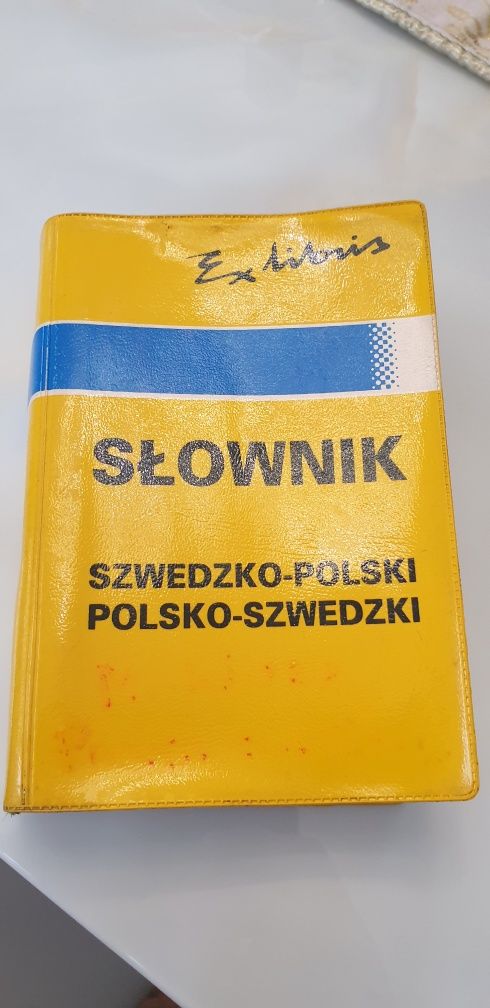 Ex libris
SŁOWNIK
SZWEDZKO-POLSKI
POLSKO-SZWEDZKI